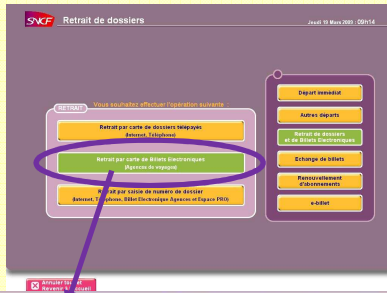 SNCF Retrait de dossiers
Jeudi 19 Mars 2009 : 09h14
RETRAIT
Vous souhaitez effectuer l'opération suivante :
Retrait par carte de dossiers télépayés
(Internet, Téléphone)
Retrait par carte de Billets Electroniques
(Agences de voyages)
Retrait par saisie de numéro de dossier
(Internet, Téléphone, Billet Electronique Agences et Espace PRO)
Départ immédiat
Autres départs
Retrait de dossiers
et de Billets Electroniques
Echange de billets
Renouvellement
d'abonnements
e-billet
Annuler tout et
Revenir à l'accueil